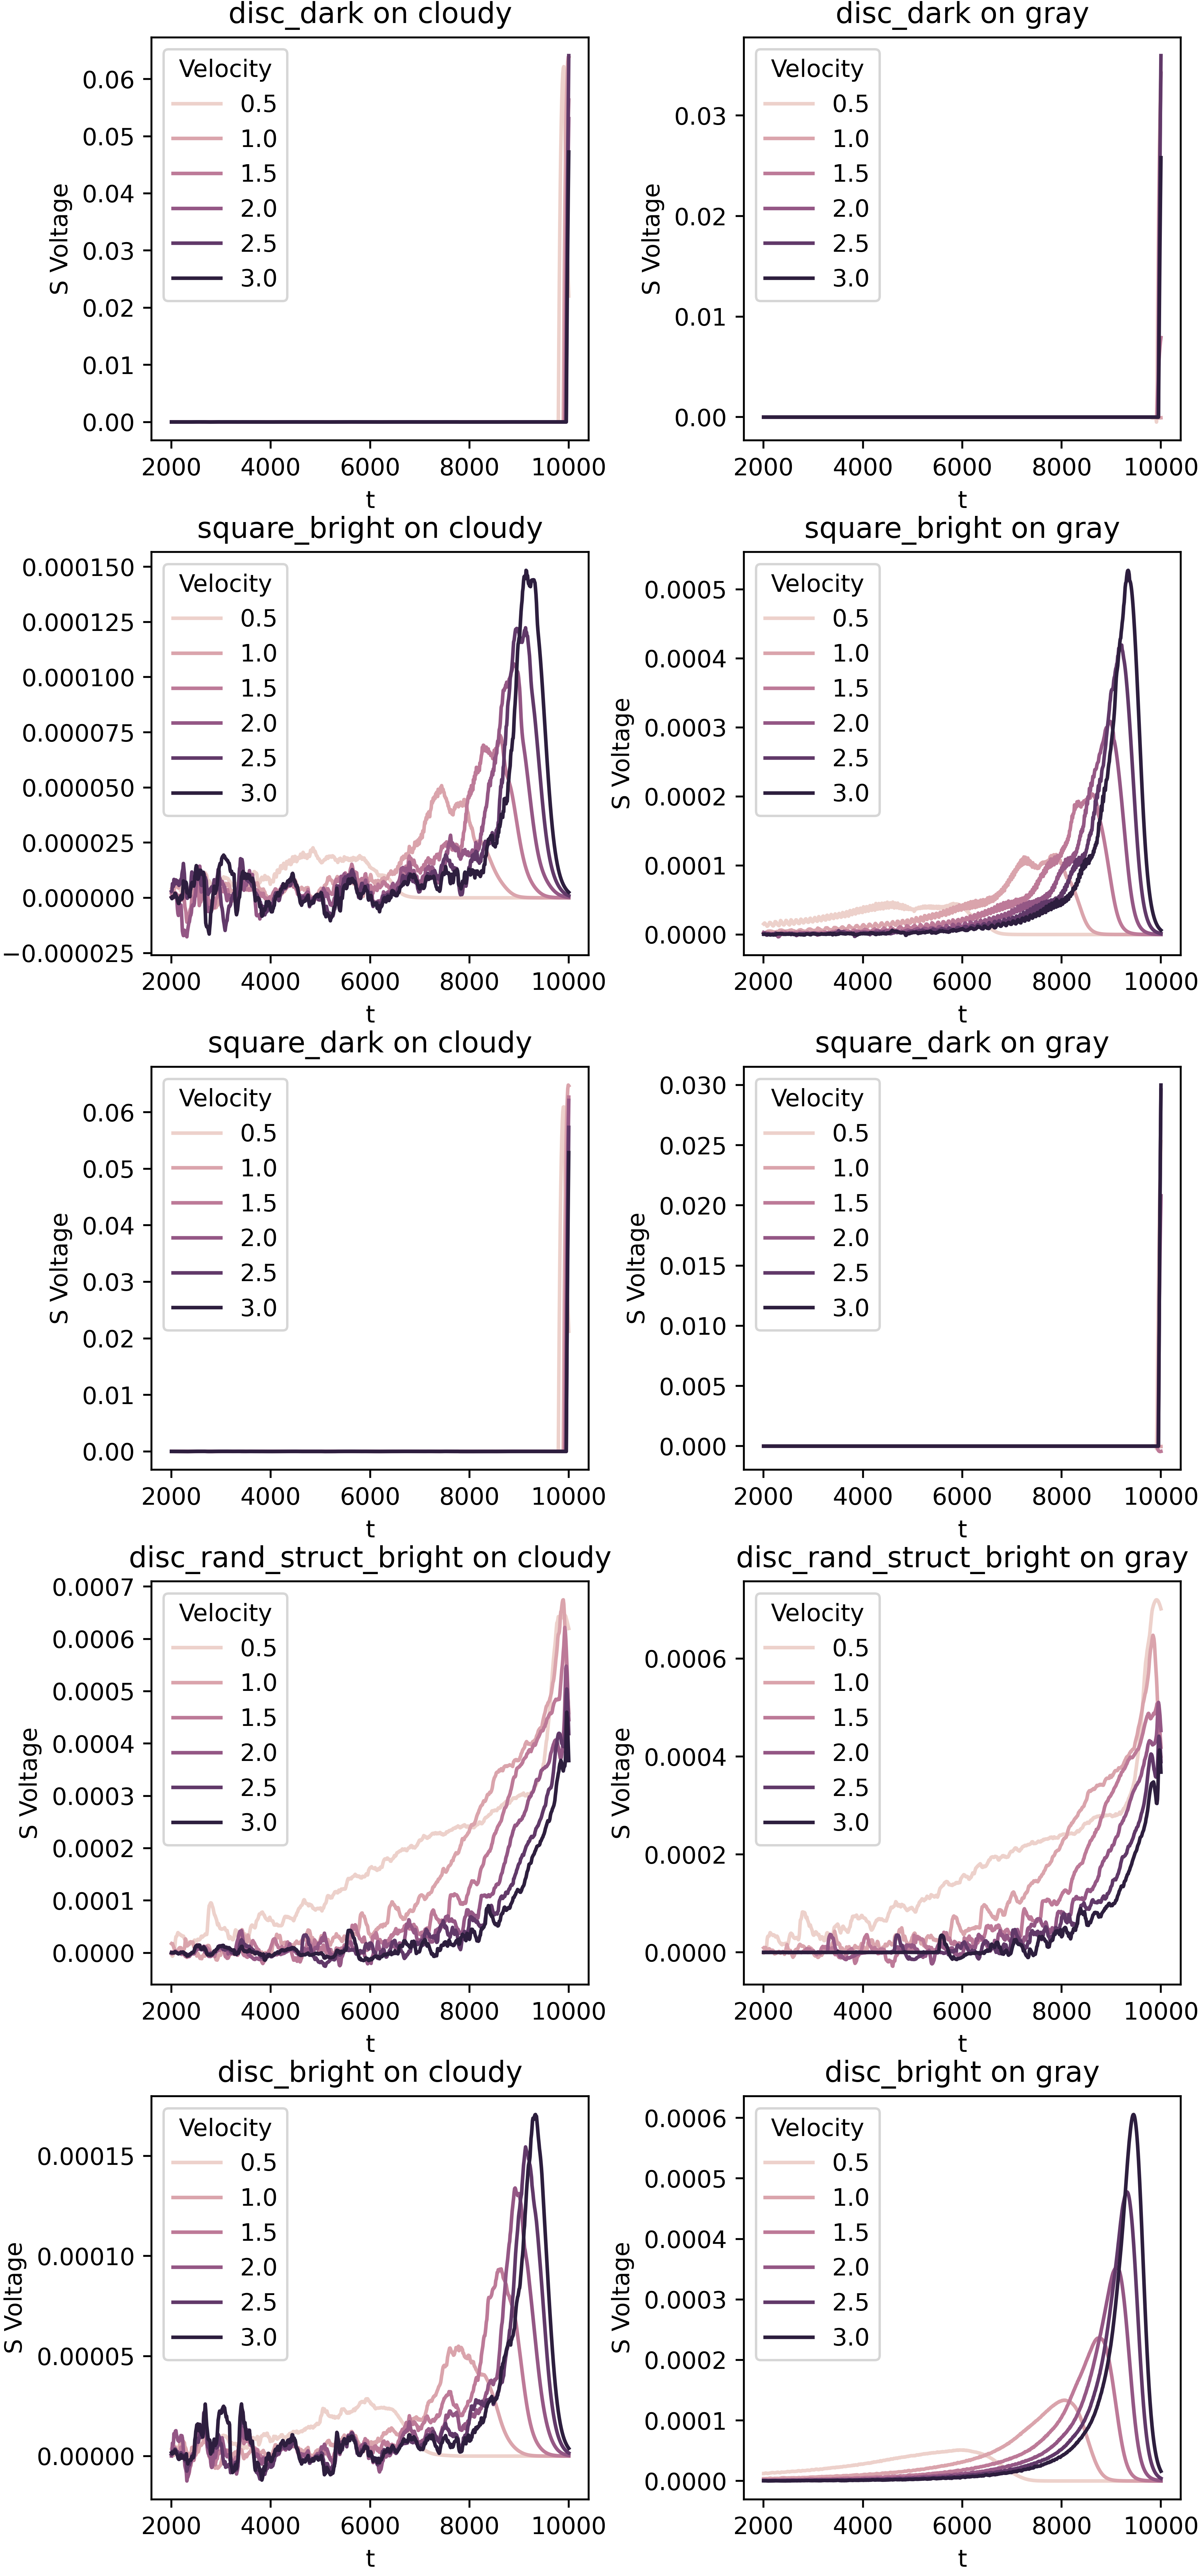 disc_dark on cloudy
S Voltage
0.06
0.05
0.04
0.03
0.02
0.01
0.00
Velocity
0.5
1.0
1.5
2.0
2.5
3.0
2000 4000 6000 8000 10000
t
disc_dark on gray
S Voltage
0.03
0.02
0.01
0.00
Velocity
0.5
1.0
1.5
2.0
2.5
3.0
2000 4000 6000 8000 10000
t
square_bright on cloudy
0.000150
0.000125
0.000100
0.000075
0.000050
0.000025
0.000000
−0.000025
Velocity
0.5
1.0
1.5
2.0
2.5
3.0
2000 4000 6000 8000 10000
t
square_bright on gray
S Voltage
0.0005
0.0004
0.0003
0.0002
0.0001
0.0000
Velocity
0.5
1.0
1.5
2.0
2.5
3.0
2000 4000 6000 8000 10000
t
square_dark on cloudy
S Voltage
0.06
0.05
0.04
0.03
0.02
0.01
0.00
Velocity
0.5
1.0
1.5
2.0
2.5
3.0
2000 4000 6000 8000 10000
t
square_dark on gray
S Voltage
0.030
0.025
0.020
0.015
0.010
0.005
0.000
Velocity
0.5
1.0
1.5
2.0
2.5
3.0
2000 4000 6000 8000 10000
t
disc_rand_struct_bright on cloudy
S Voltage
0.0007
0.0006
0.0005
0.0004
0.0003
0.0002
0.0001
0.0000
Velocity
0.5
1.0
1.5
2.0
2.5
3.0
2000 4000 6000 8000 10000
t
disc_rand_struct_bright on gray
S Voltage
0.0006
0.0004
0.0002
0.0000
Velocity
0.5
1.0
1.5
2.0
2.5
3.0
2000 4000 6000 8000 10000
t
disc_bright on cloudy
S Voltage
0.00015
0.00010
0.00005
0.00000
Velocity
0.5
1.0
1.5
2.0
2.5
3.0
2000 4000 6000 8000 10000
t
disc_bright on gray
S Voltage
0.0006
0.0005
0.0004
0.0003
0.0002
0.0001
0.0000
Velocity
0.5
1.0
1.5
2.0
2.5
3.0
2000 4000 6000 8000 10000
t